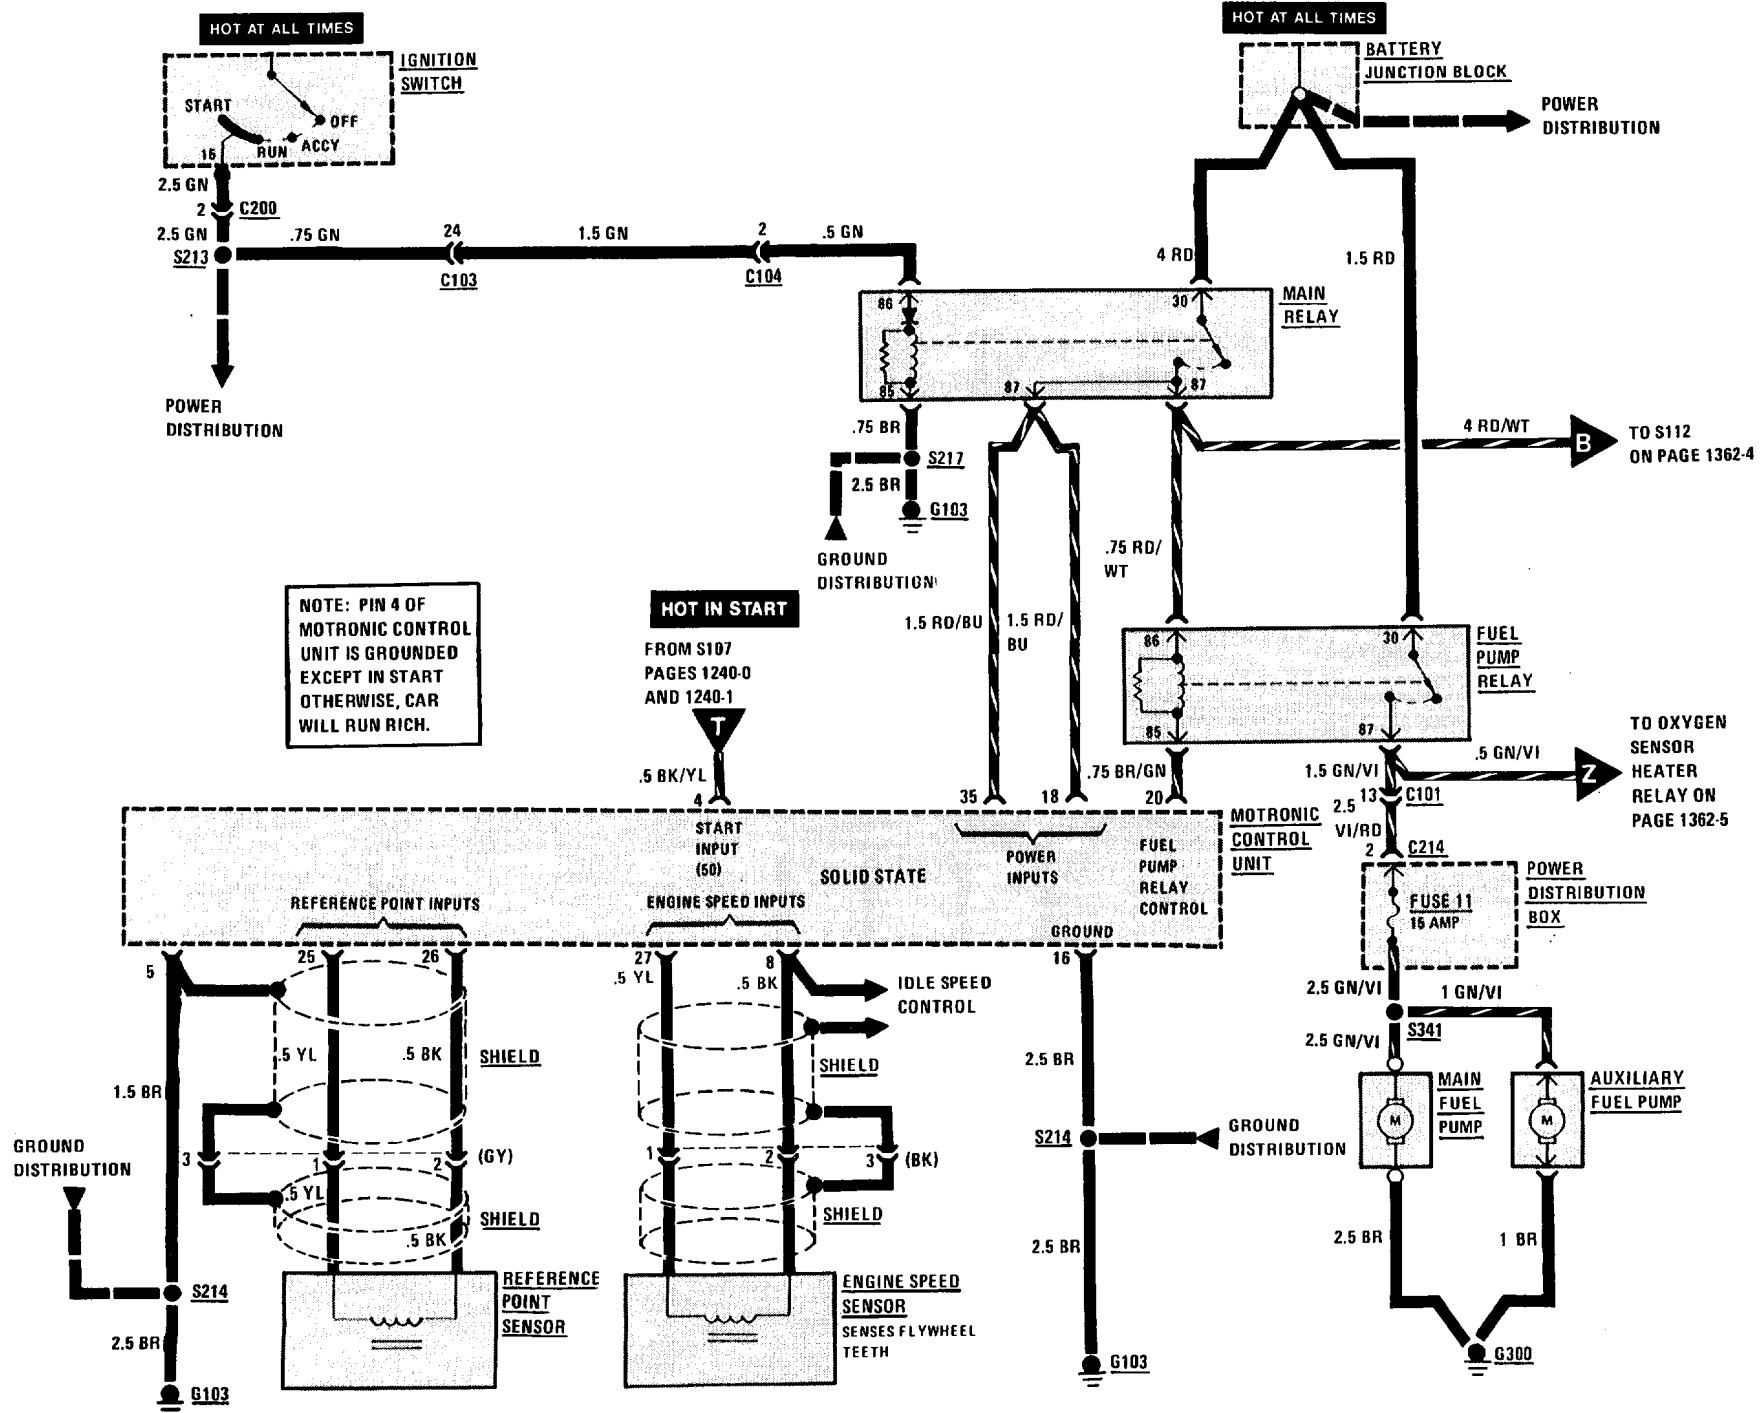 HOT AT ALL TIMES
HOT AT ALL TIMES
IGNITION
SWITCH
START
OFF
ACCY
RUN
15
BATTERY
JUNCTION BLOCK
POWER
DISTRIBUTION
2.5 GN
2
C200
2.5 GN
S213
.75 GN
24
C103
1.5 GN
2
C104
.5 GN
POWER
DISTRIBUTION
4 RD
1.5 RD
MAIN
RELAY
86
30
85
87
87
.75 BR
S217
2.5 BR
G103
GROUND
DISTRIBUTION
4 RD/WT
B
TO S112
ON PAGE 1362-4
.75 RD/
WT
1.5 RD/BU
1.5 RD/
BU
NOTE: PIN 4 OF
MOTRONIC CONTROL
UNIT IS GROUNDED
EXCEPT IN START
OTHERWISE, CAR
WILL RUN RICH.
HOT IN START
FROM S107
PAGES 1240-0
AND 1240-1
T
.5 BK/YL
4
35
18
20
.75 BR/GN
FUEL
PUMP
RELAY
86
30
85
87
1.5 GN/VI
.5 GN/VI
Z
TO OXYGEN
SENSOR
HEATER
RELAY ON
PAGE 1362-5
13
C101
2.5
VI/RD
2
C214
MOTRONIC
CONTROL
UNIT
START
INPUT
(50)
SOLID STATE
POWER
INPUTS
FUEL
PUMP
RELAY
CONTROL
REFERENCE POINT INPUTS
ENGINE SPEED INPUTS
GROUND
POWER
DISTRIBUTION
BOX
FUSE 11
15 AMP
5
25
26
27
8
16
.5 YL
.5 BK
IDLE SPEED
CONTROL
.5 YL
.5 BK
SHIELD
SHIELD
1.5 BR
2.5 BR
2.5 GN/VI
1 GN/VI
S341
2.5 GN/VI
MAIN
FUEL
PUMP
M
AUXILIARY
FUEL PUMP
M
GROUND
DISTRIBUTION
3
1
2
(GY)
1
2
3
(BK)
S214
GROUND
DISTRIBUTION
.5 YL
.5 BK
SHIELD
SHIELD
2.5 BR
2.5 BR
1 BR
S214
2.5 BR
G103
REFERENCE
POINT
SENSOR
ENGINE SPEED
SENSOR
SENSES FLYWHEEL
TEETH
G103
G300